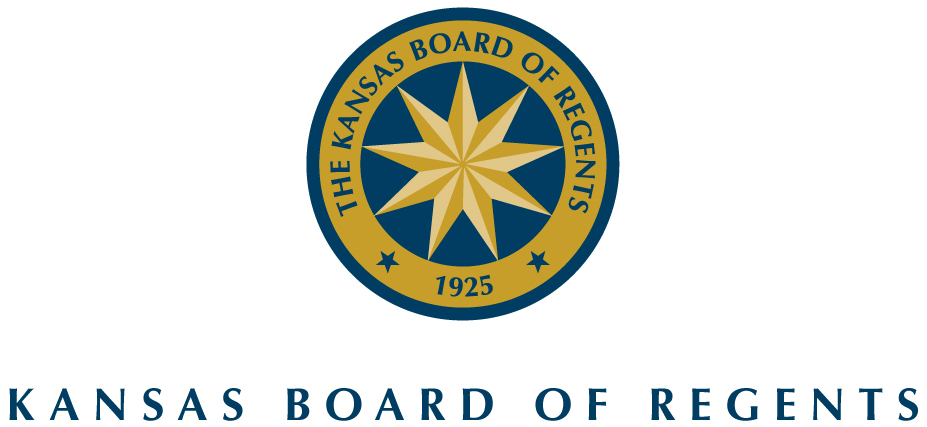 THE KANSAS BOARD OF REGENTS
1925
KANSAS BOARD OF REGENTS